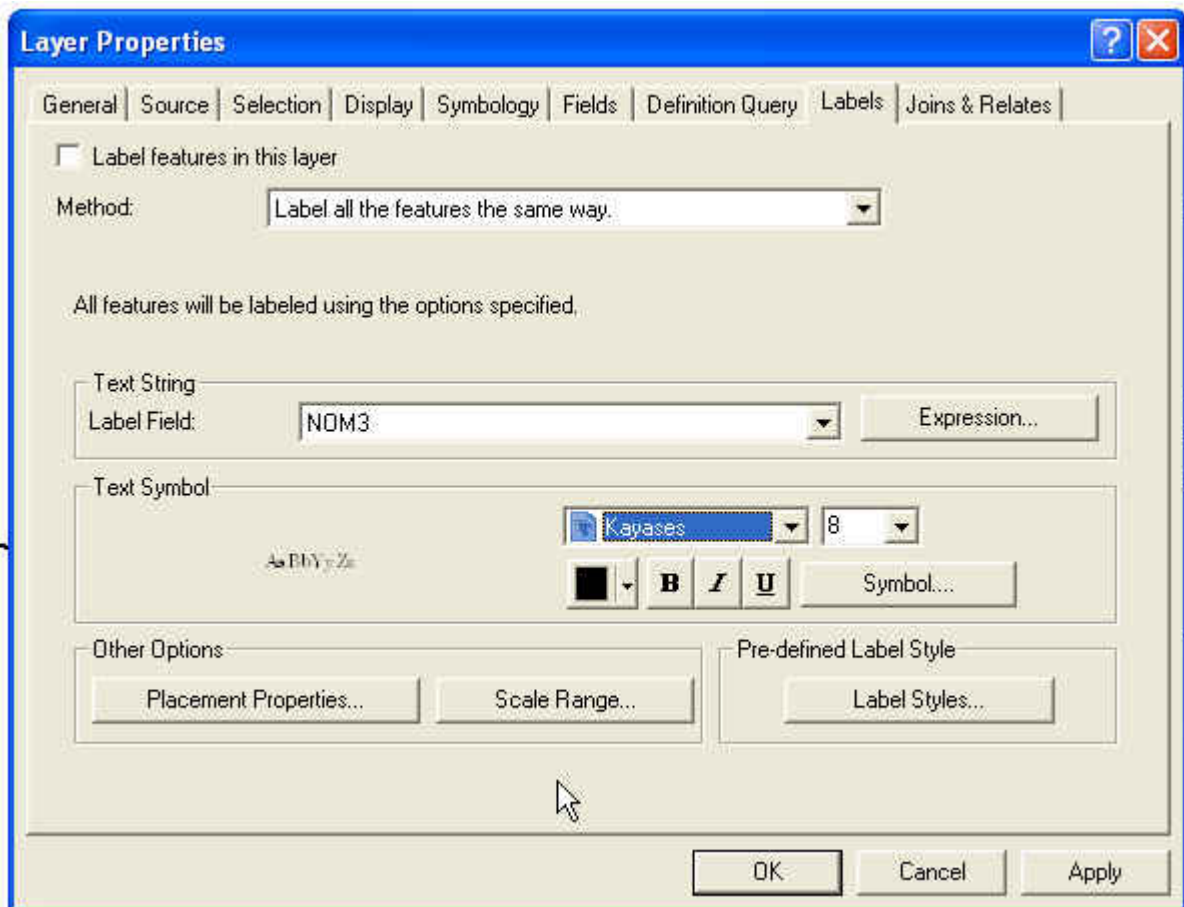 Layer Properties
General Source Selection Display Symbology Fields Definition Query Labels Joins & Relates
Label features in this layer
Method: Label all the features the same way.
All features will be labeled using the options specified.
Text String
Label Field: NOM3 Expression...
Text Symbol
Kayases 8
AaBbYyZz
B I U Symbol....
Other Options Pre-defined Label Style
Placement Properties... Scale Range... Label Styles...
OK Cancel Apply